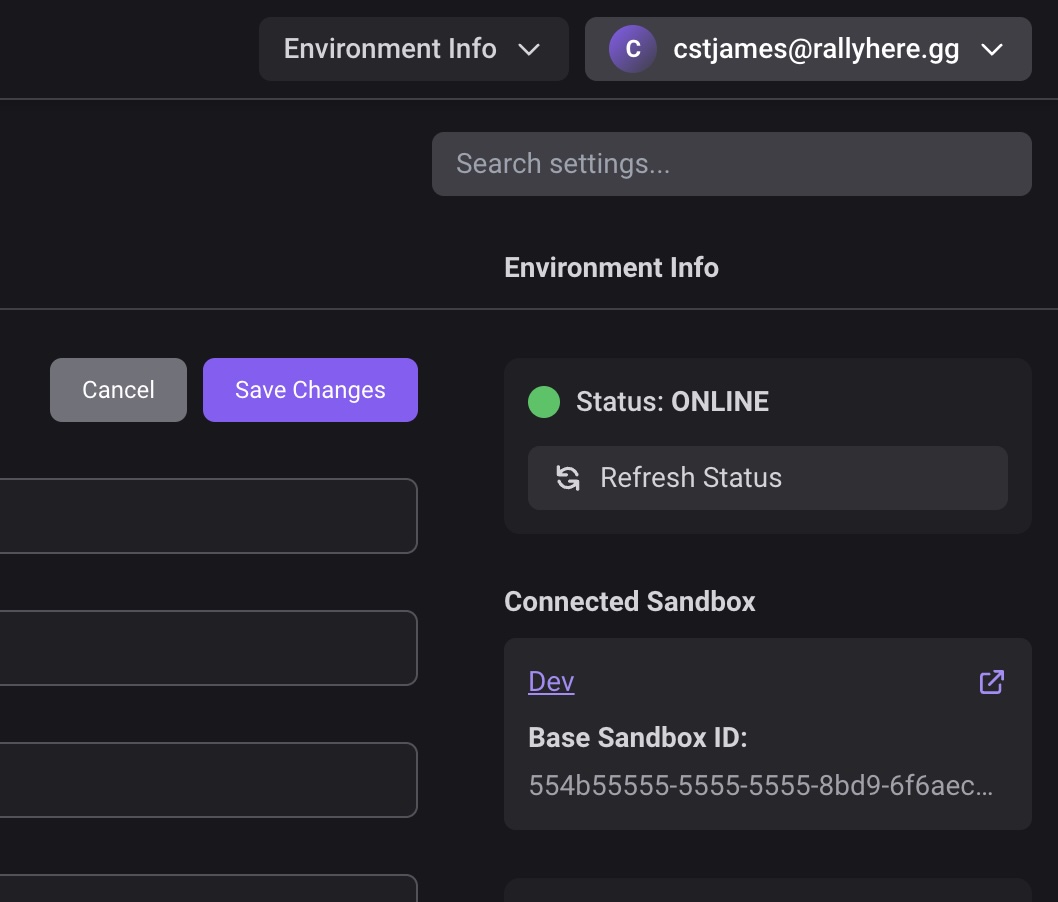 Environment Info
C cstjames@rallyhere.gg
Search settings...
Environment Info
Cancel
Save Changes
Status: ONLINE
Refresh Status
Connected Sandbox
Dev
Base Sandbox ID:
554b55555-5555-5555-8bd9-6f6aec...